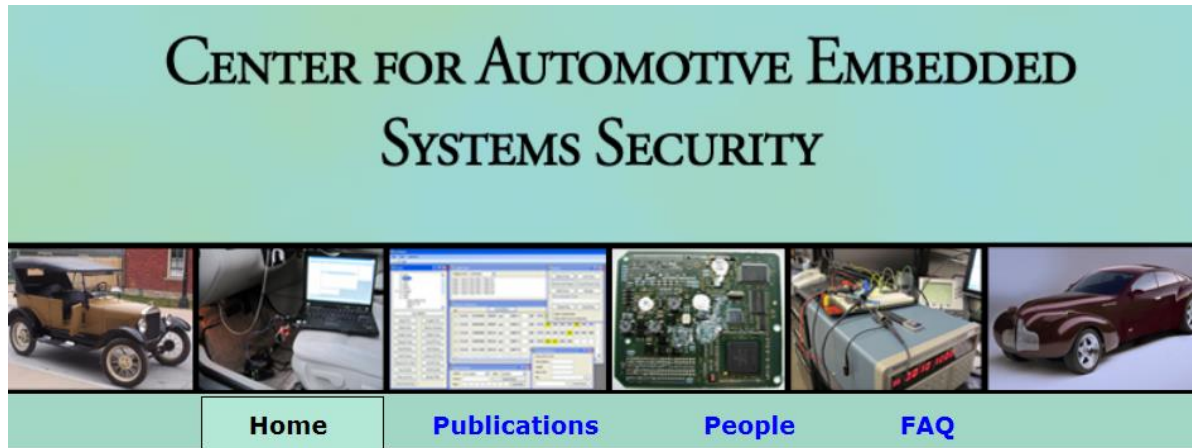 CENTER FOR AUTOMOTIVE EMBEDDED
SYSTEMS SECURITY
Home Publications People FAQ